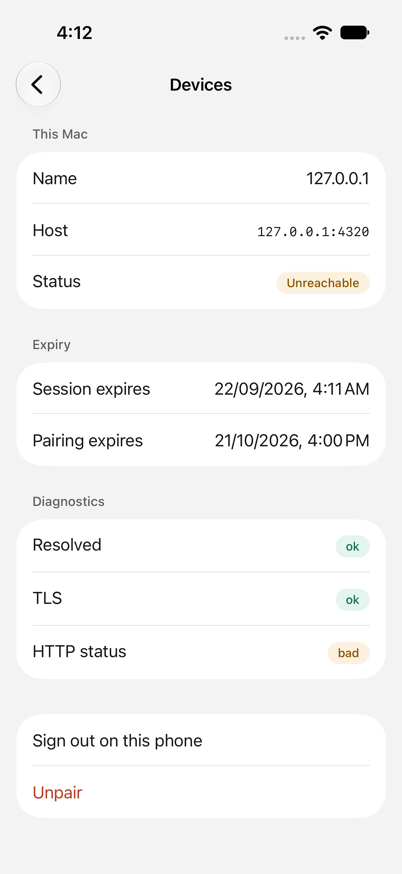 4:12
Devices
This Mac
Name 127.0.0.1
Host 127.0.0.1:4320
Status Unreachable
Expiry
Session expires 22/09/2026, 4:11 AM
Pairing expires 21/10/2026, 4:00 PM
Diagnostics
Resolved ok
TLS ok
HTTP status bad
Sign out on this phone
Unpair